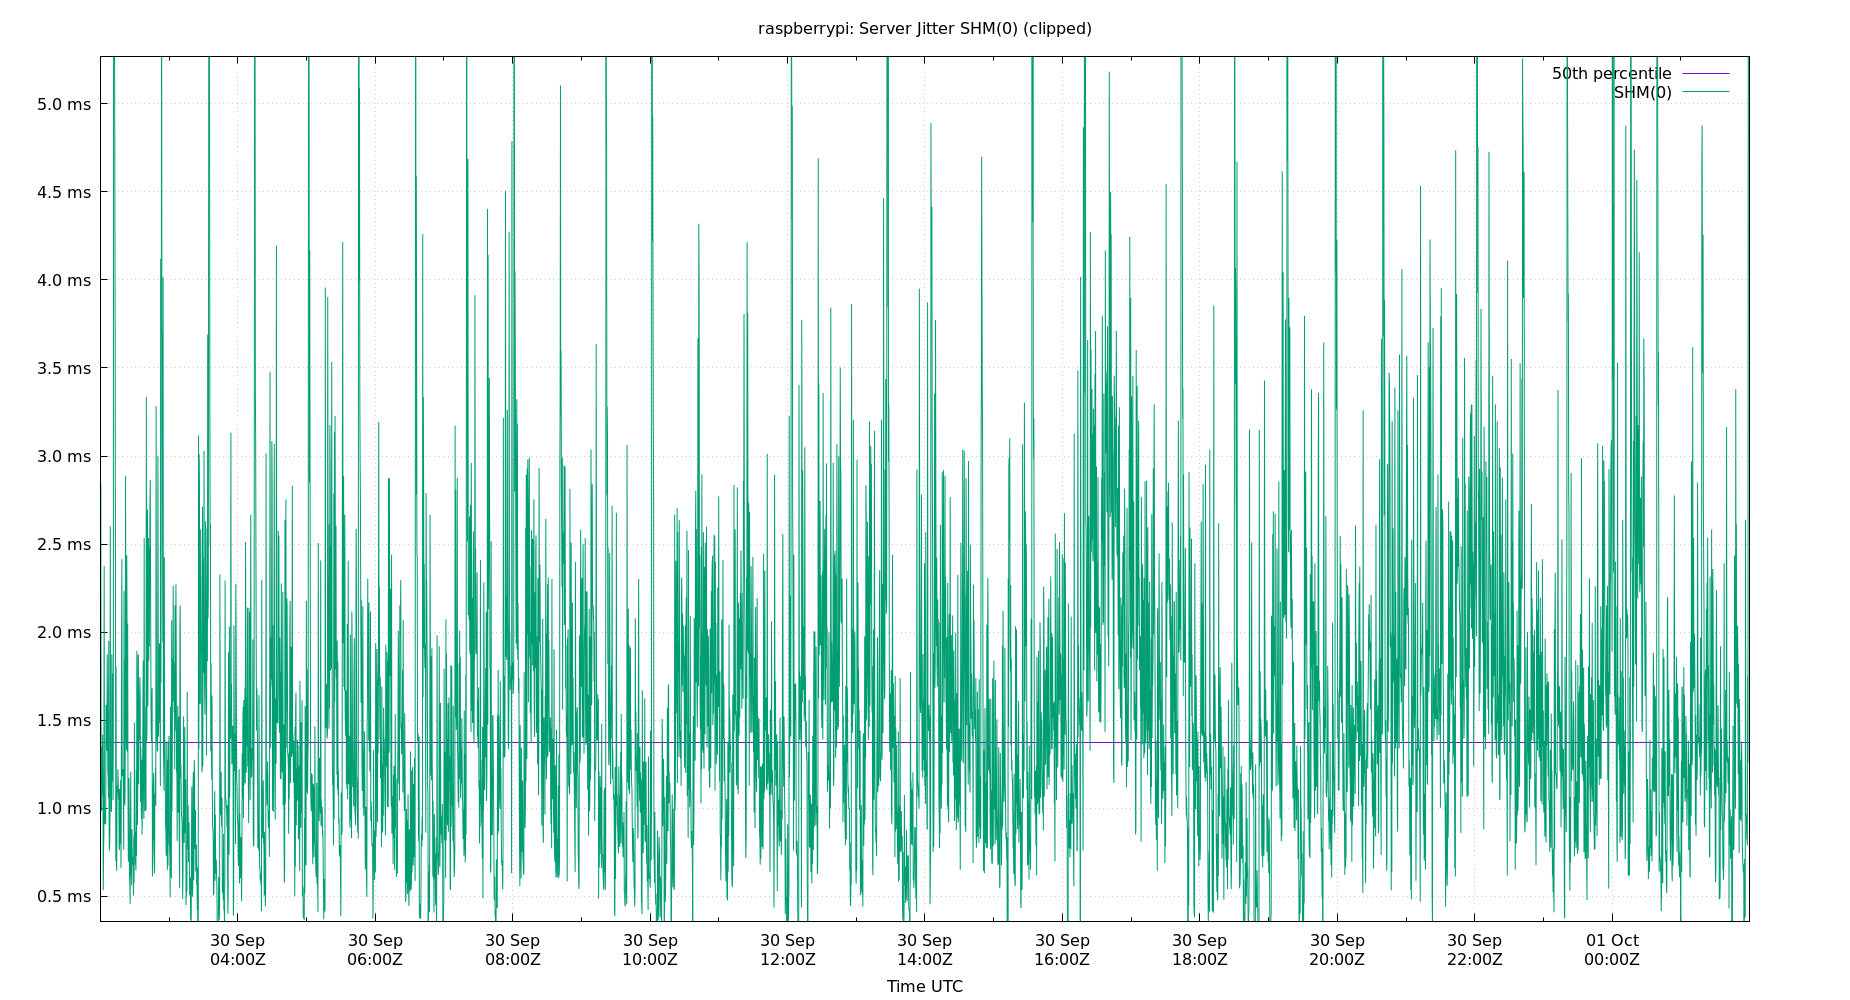 raspberrypi: Server Jitter SHM(0) (clipped)
50th percentile
SHM(0)
5.0 ms
4.5 ms
4.0 ms
3.5 ms
3.0 ms
2.5 ms
2.0 ms
1.5 ms
1.0 ms
0.5 ms
30 Sep 30 Sep 30 Sep 30 Sep 30 Sep 30 Sep 30 Sep 30 Sep 30 Sep 30 Sep 01 Oct
04:00Z 06:00Z 08:00Z 10:00Z 12:00Z 14:00Z 16:00Z 18:00Z 20:00Z 22:00Z 00:00Z
Time UTC